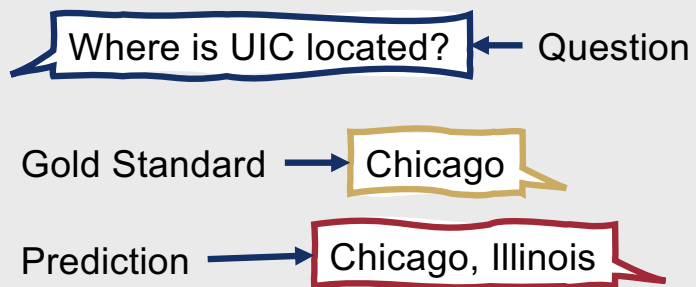 Where is UIC located? Question
Gold Standard Chicago
Prediction Chicago, Illinois